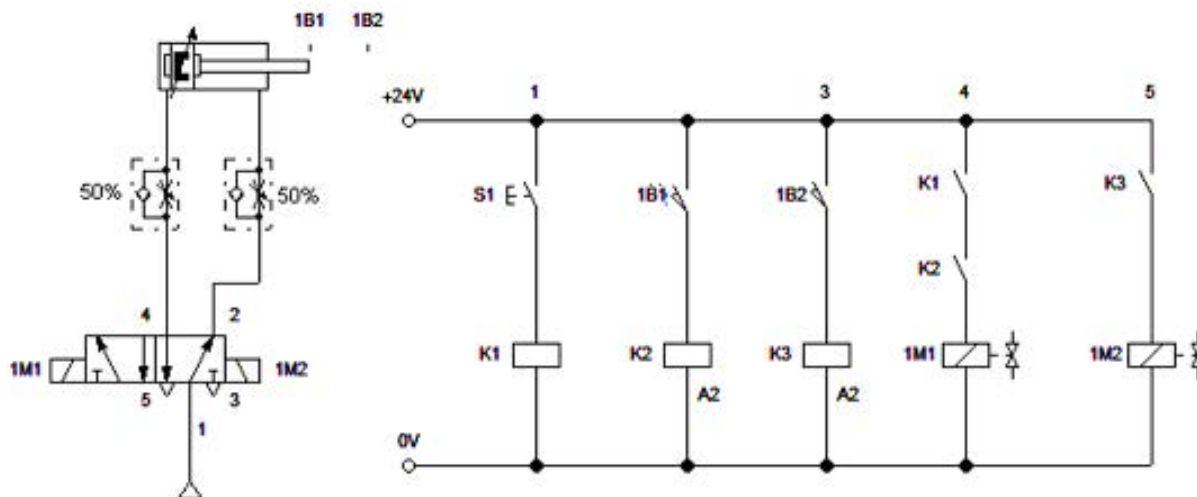 1B1 1B2
50% 50%
4 2
1M1 1M2
5 3
1
1 3 4 5
+24V
S1 1B1 1B2 K1 K3
K2
K1 K2 K3 1M1 1M2
A2 A2
0V